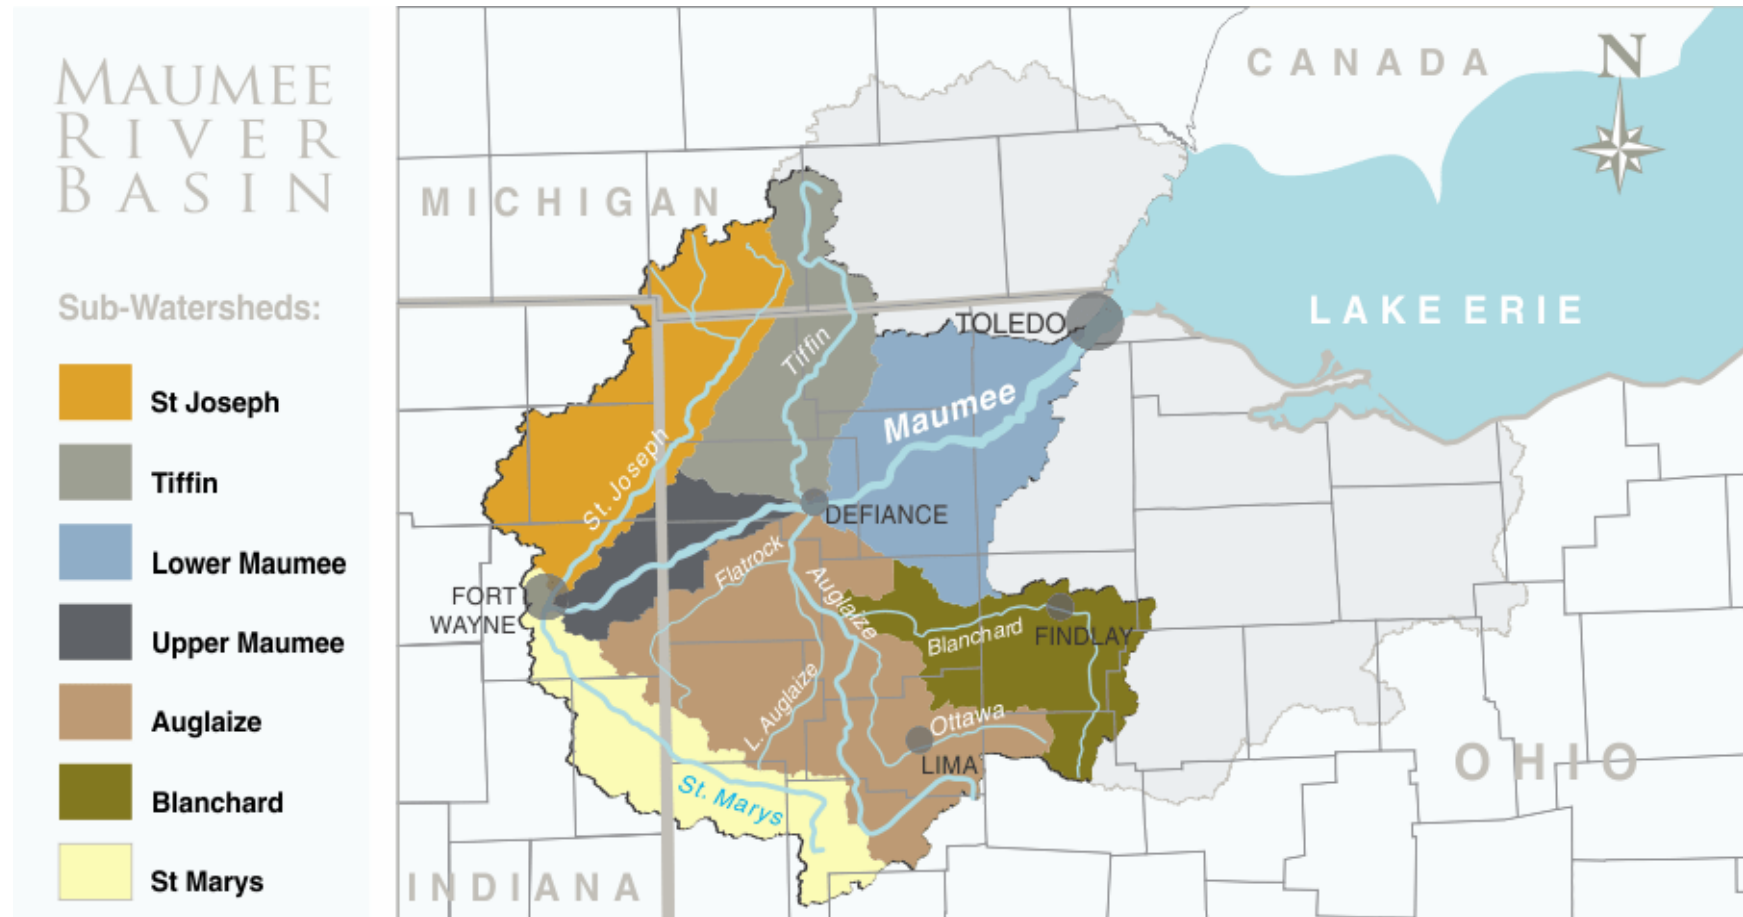 MAUMEE
RIVER
BASIN
Sub-Watersheds:
St Joseph
Tiffin
Lower Maumee
Upper Maumee
Auglaize
Blanchard
St Marys
CANADA
N
MICHIGAN
LAKE ERIE
TOLEDO
Tiffin
Maumee
St. Joseph
DEFIANCE
Flatrock
Auglaize
FORT
WAYNE
Blanchard
FINDLAY
L. Auglaize
Ottawa
LIMA
OHIO
St. Marys
INDIANA